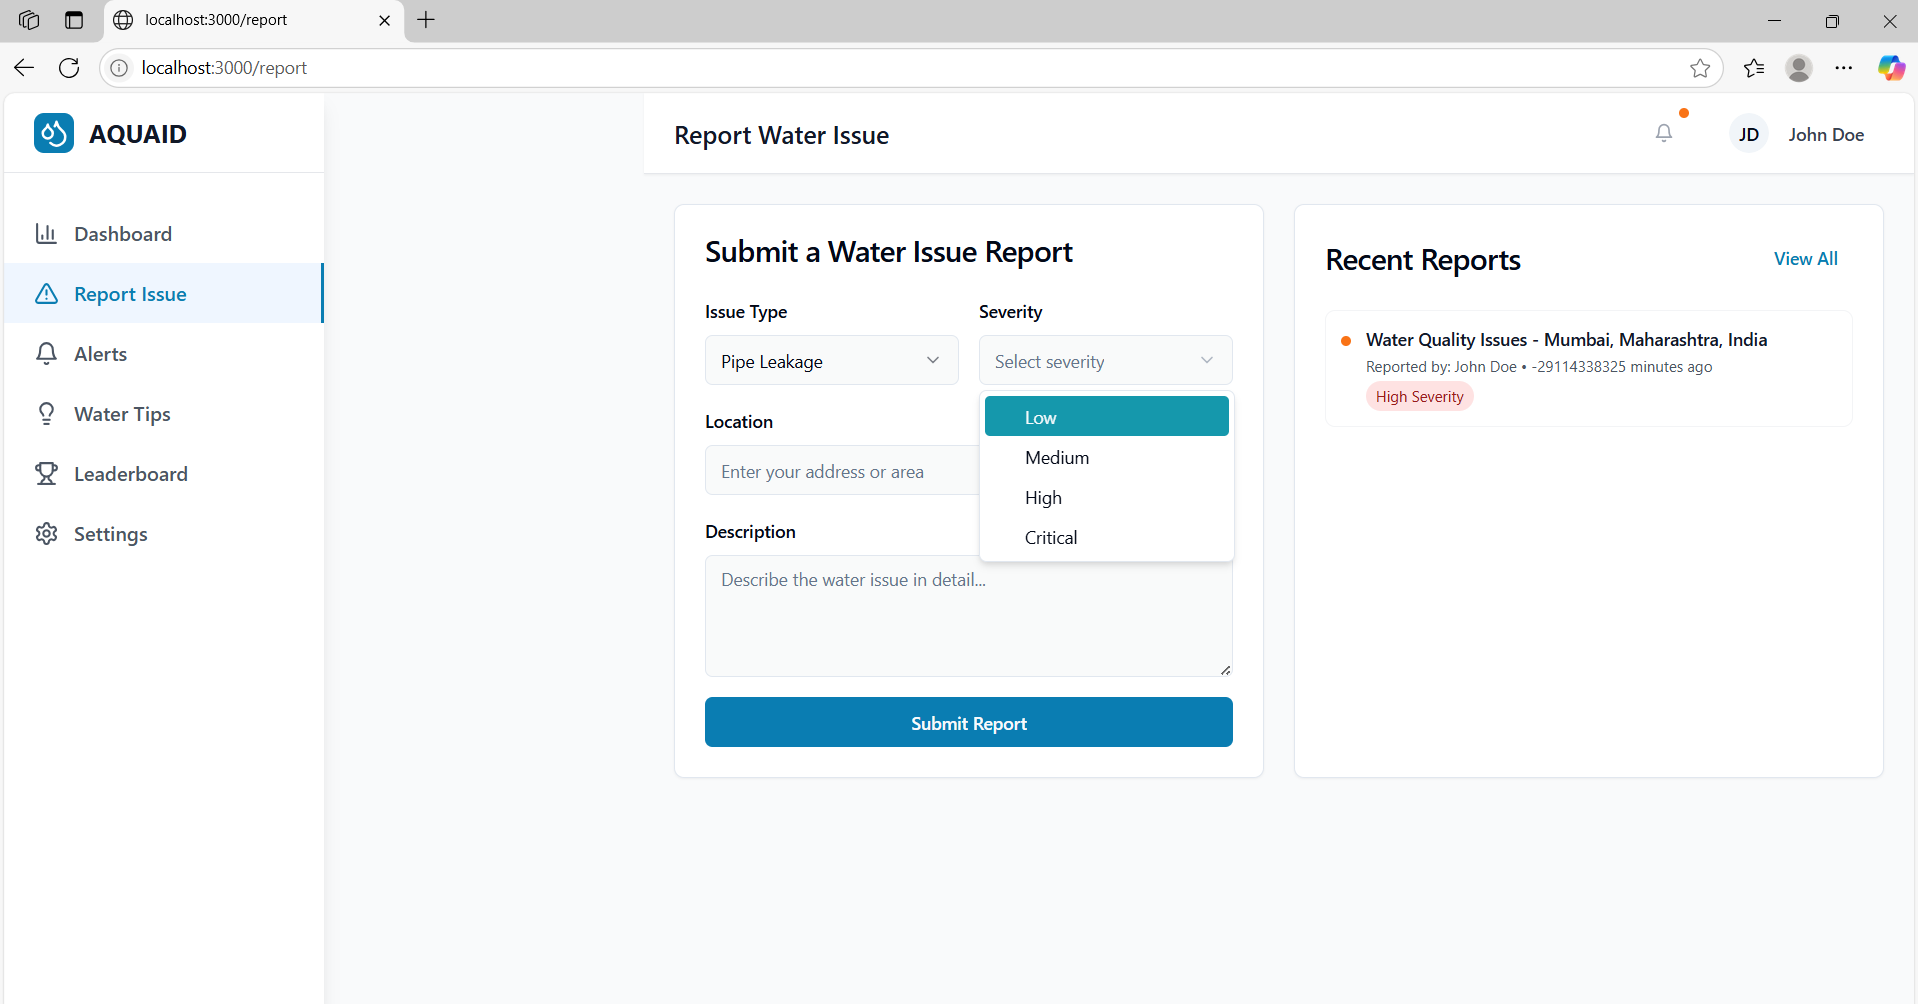 localhost:3000/report
localhost:3000/report
AQUAID
Dashboard
Report Issue
Alerts
Water Tips
Leaderboard
Settings
Report Water Issue
JD
John Doe
Submit a Water Issue Report
Issue Type
Severity
Pipe Leakage
Select severity
Low
Medium
High
Critical
Location
Enter your address or area
Description
Describe the water issue in detail...
Submit Report
Recent Reports
View All
Water Quality Issues - Mumbai, Maharashtra, India
Reported by: John Doe • -29114338325 minutes ago
High Severity